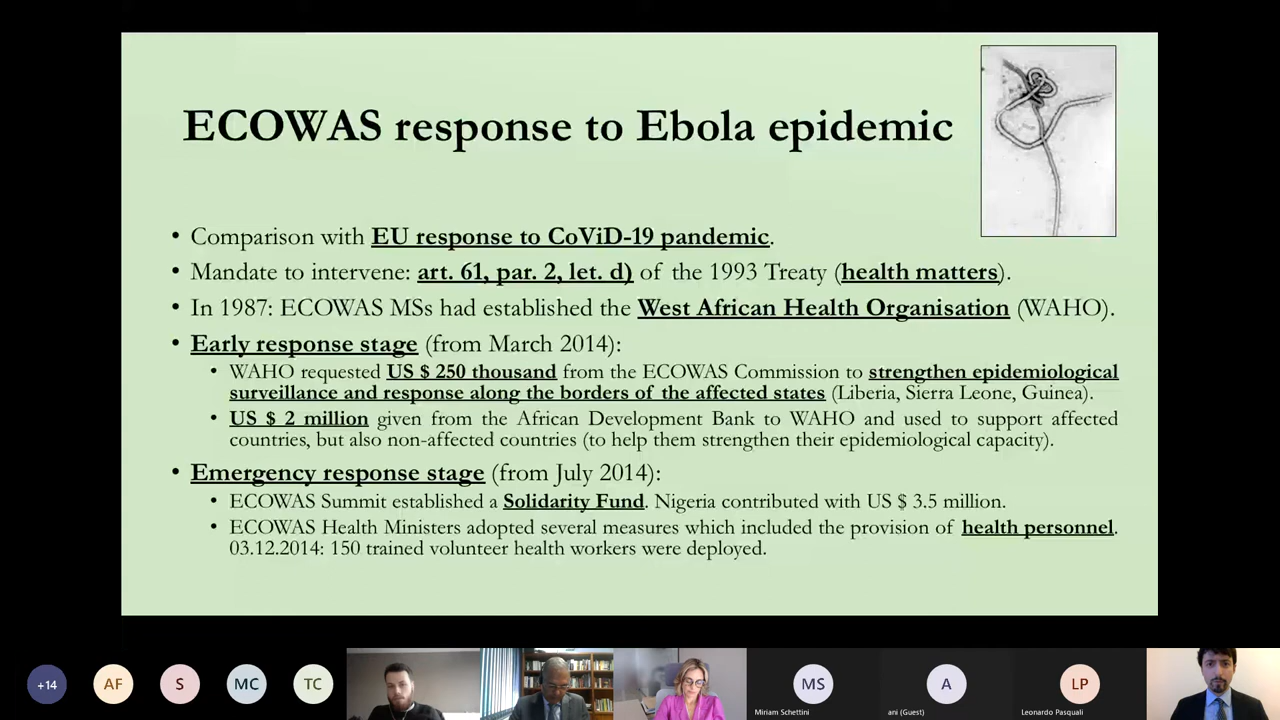 ECOWAS response to Ebola epidemic
• Comparison with EU response to CoViD-19 pandemic.
• Mandate to intervene: art. 61, par. 2, let. d) of the 1993 Treaty (health matters).
• In 1987: ECOWAS MSs had established the West African Health Organisation (WAHO).
• Early response stage (from March 2014):
• WAHO requested US $ 250 thousand from the ECOWAS Commission to strengthen epidemiological
surveillance and response along the borders of the affected states (Liberia, Sierra Leone, Guinea).
• US $ 2 million given from the African Development Bank to WAHO and used to support affected
countries, but also non-affected countries (to help them strengthen their epidemiological capacity).
• Emergency response stage (from July 2014):
• ECOWAS Summit established a Solidarity Fund. Nigeria contributed with US $ 3.5 million.
• ECOWAS Health Ministers adopted several measures which included the provision of health personnel.
03.12.2014: 150 trained volunteer health workers were deployed.
+14
AF
S
MC
TC
MS
A
LP
Miriam Schettini
ani (Guest)
Leonardo Pasquali